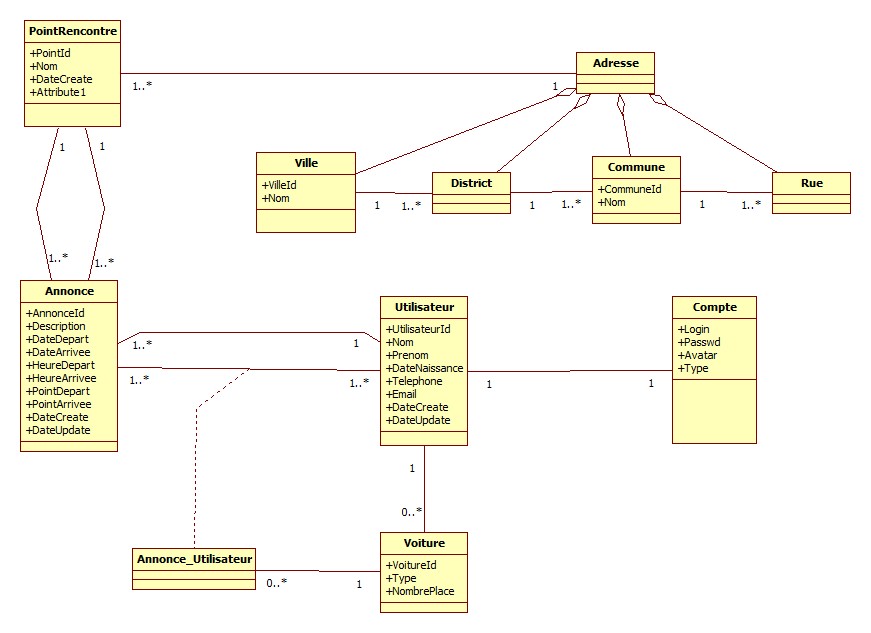 PointRencontre
+PointId
+Nom
+DateCreate
+Attribute1
1..*
1
Adresse
1
1
Ville
+VilleId
+Nom
1
1..*
District
1
1..*
Commune
+CommuneId
+Nom
1
1..*
Rue
1..*
1..*
Annonce
+AnnonceId
+Description
+DateDepart
+DateArrivee
+HeureDepart
+HeureArrivee
+PointDepart
+PointArrivee
+DateCreate
+DateUpdate
1..*
1
1..*
1..*
Utilisateur
+UtilisateurId
+Nom
+Prenom
+DateNaissance
+Telephone
+Email
+DateCreate
+DateUpdate
1
1
Compte
+Login
+Passwd
+Avatar
+Type
1
0..*
Annonce_Utilisateur
0..*
1
Voiture
+VoitureId
+Type
+NombrePlace